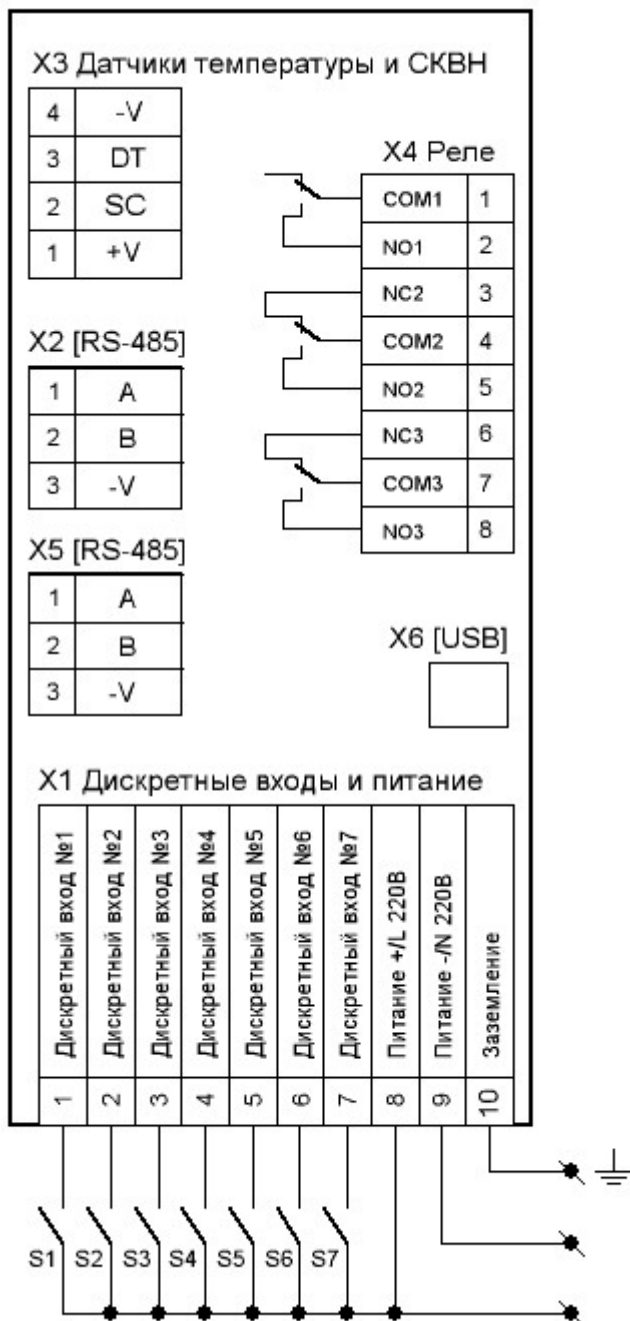 X3 Датчики температуры и СКВН
4 -V
3 DT
2 SC
1 +V
X4 Реле
COM1 1
NO1 2
NC2 3
COM2 4
NO2 5
NC3 6
COM3 7
NO3 8
X2 [RS-485]
1 A
2 B
3 -V
X5 [RS-485]
1 A
2 B
3 -V
X6 [USB]
X1 Дискретные входы и питание
Дискретный вход №1
Дискретный вход №2
Дискретный вход №3
Дискретный вход №4
Дискретный вход №5
Дискретный вход №6
Дискретный вход №7
Питание +/L 220В
Питание -/N 220В
Заземление
1 2 3 4 5 6 7 8 9 10
S1 S2 S3 S4 S5 S6 S7